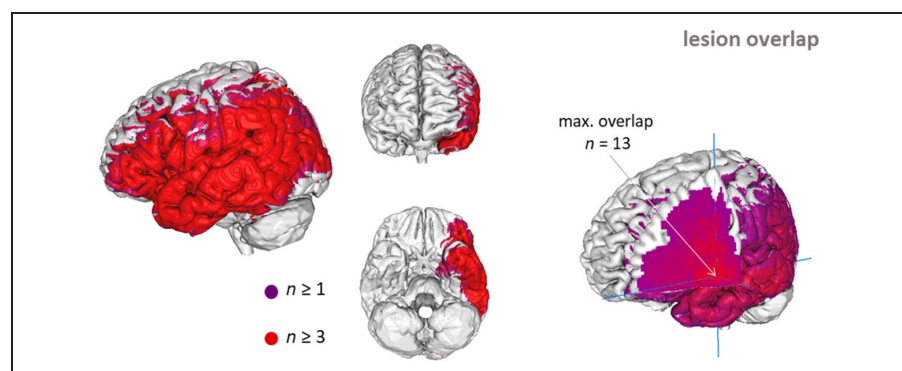 lesion overlap
max. overlap
n = 13
n ≥ 1
n ≥ 3